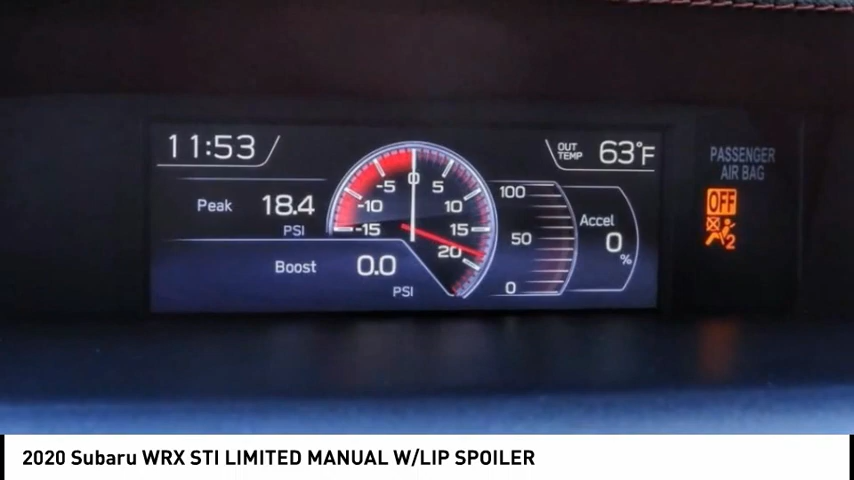 11:53
OUT TEMP 63°F
Peak 18.4 PSI
Boost 0.0 PSI
-15 -10 -5 0 5 10 15 20
100
50
0
Accel
0 %
PASSENGER
AIR BAG
OFF
2
2020 Subaru WRX STI LIMITED MANUAL W/LIP SPOILER